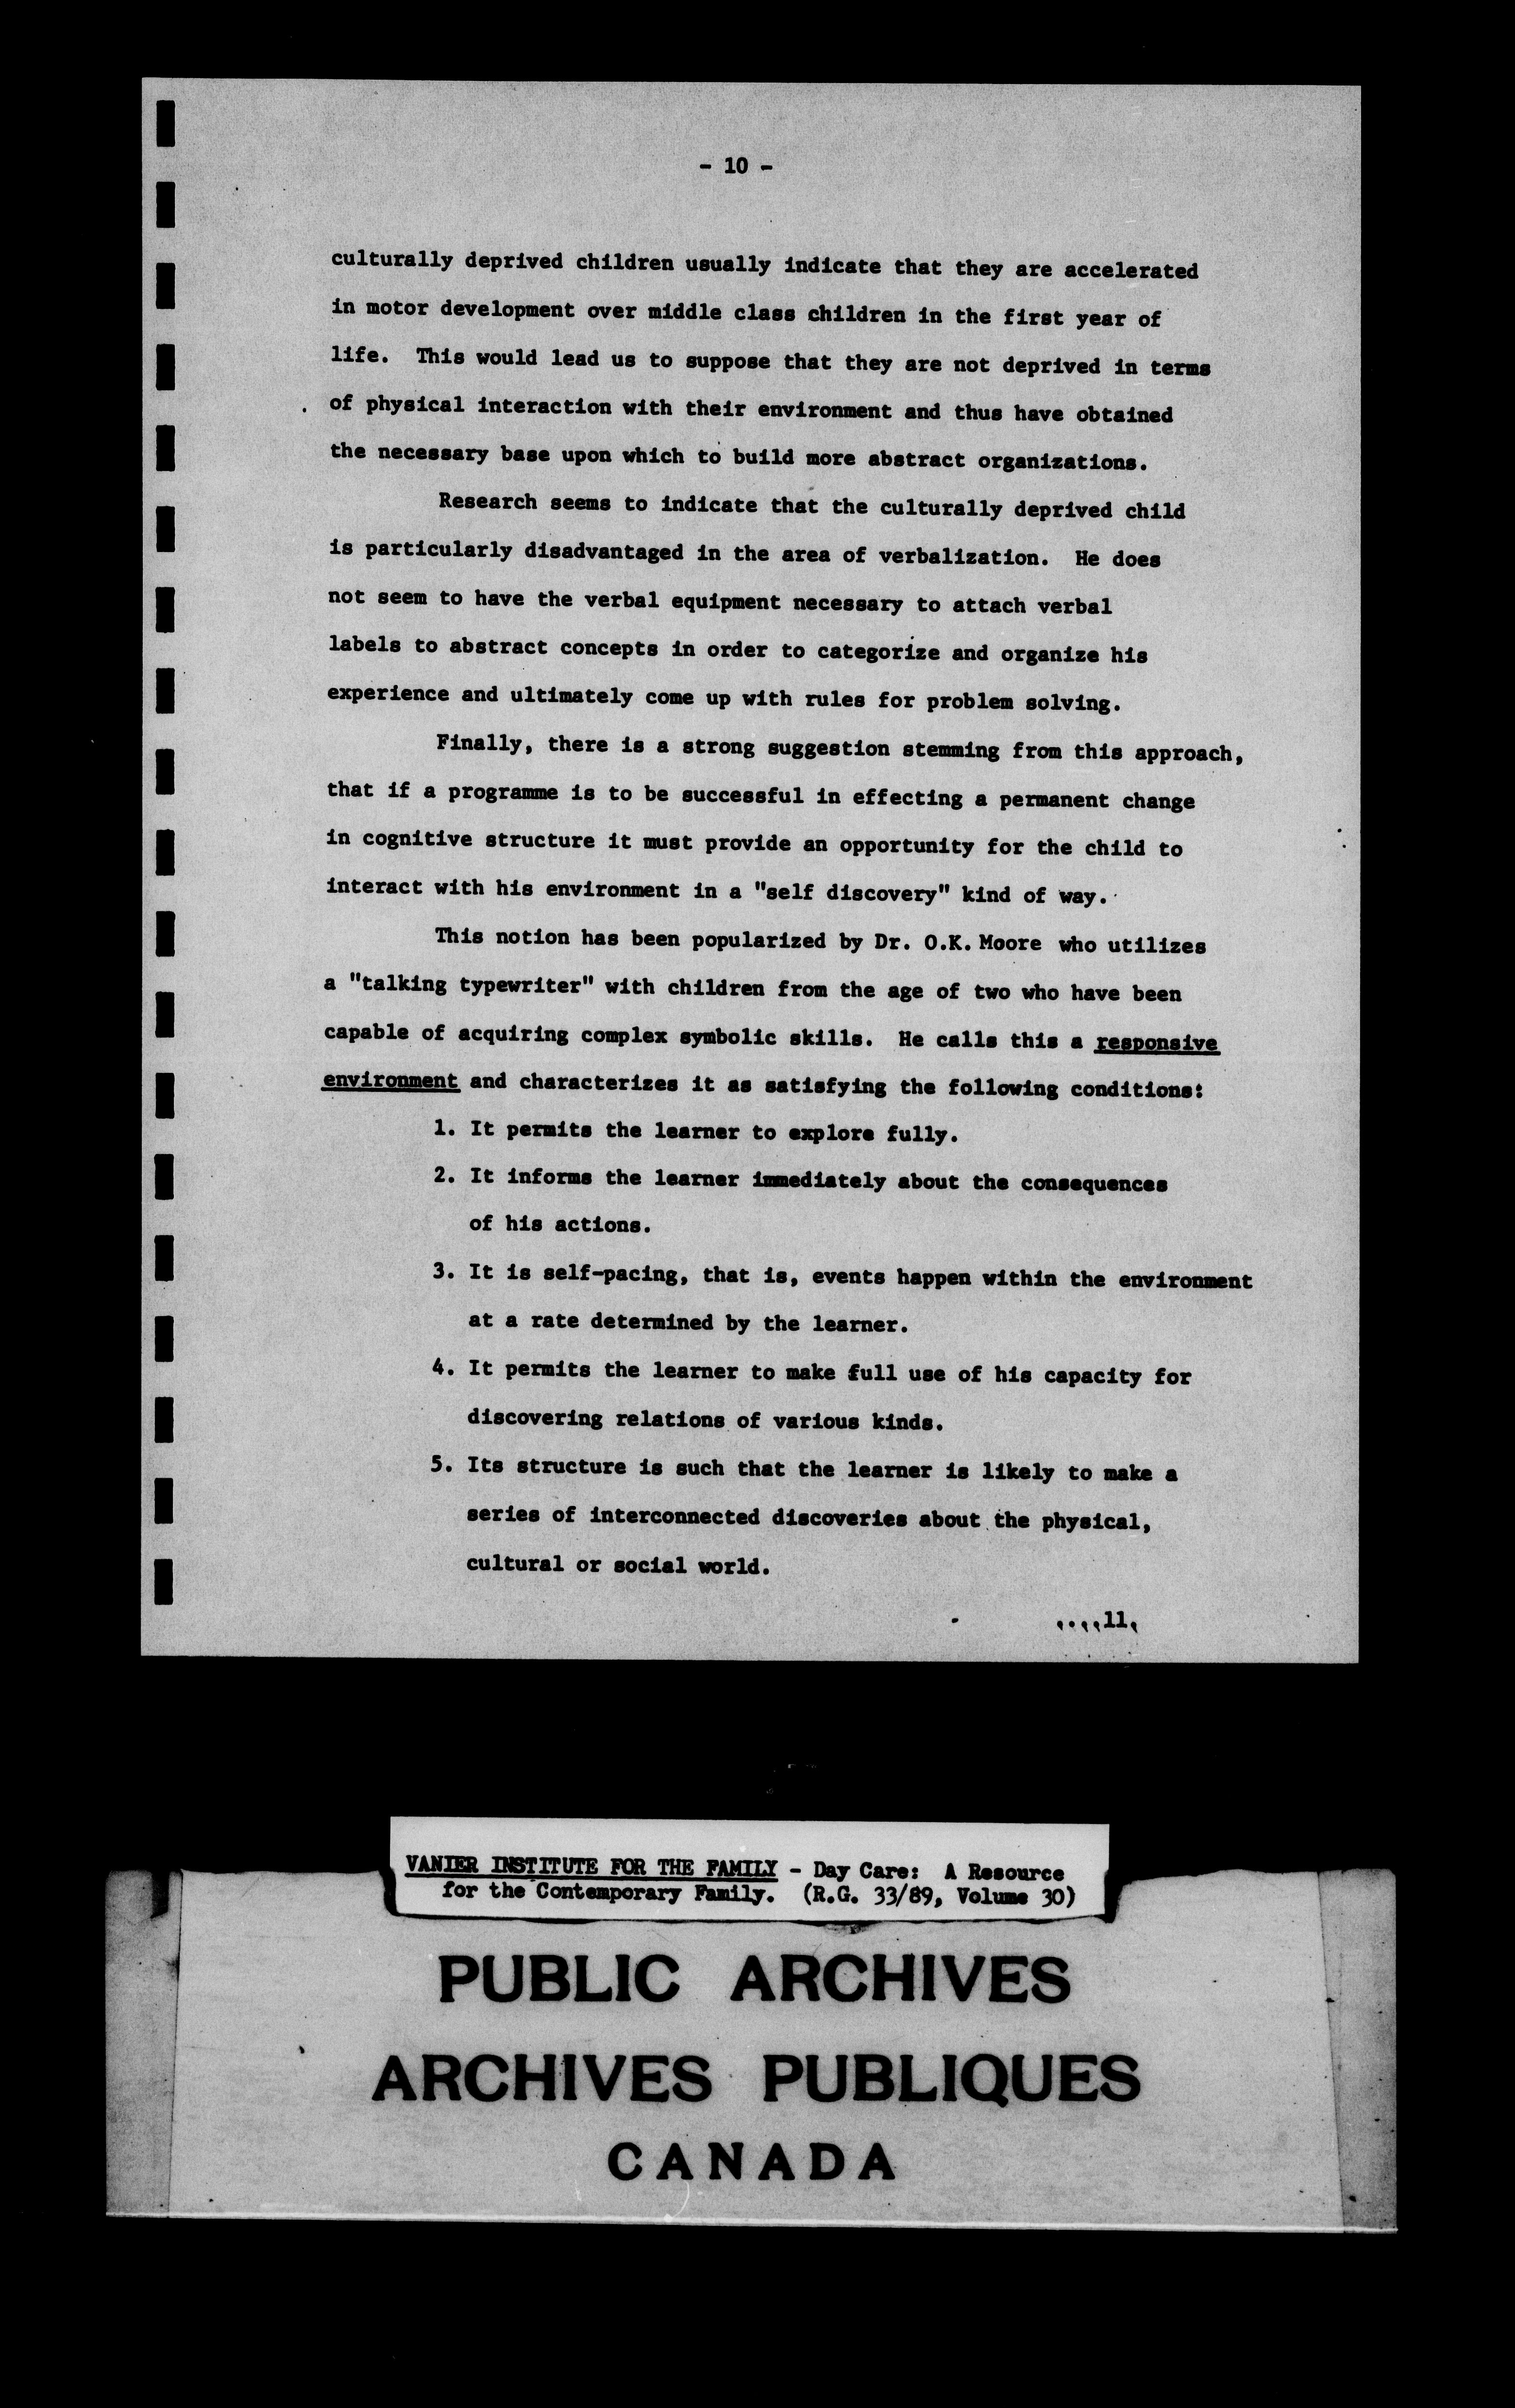 - 10 -
culturally deprived children usually indicate that they are accelerated
in motor development over middle class children in the first year of
life. This would lead us to suppose that they are not deprived in terms
of physical interaction with their environment and thus have obtained
the necessary base upon which to build more abstract organizations.
Research seems to indicate that the culturally deprived child
is particularly disadvantaged in the area of verbalization. He does
not seem to have the verbal equipment necessary to attach verbal
labels to abstract concepts in order to categorize and organize his
experience and ultimately come up with rules for problem solving.
Finally, there is a strong suggestion stemming from this approach,
that if a programme is to be successful in effecting a permanent change
in cognitive structure it must provide an opportunity for the child to
interact with his environment in a "self discovery" kind of way.
This notion has been popularized by Dr. O.K. Moore who utilizes
a "talking typewriter" with children from the age of two who have been
capable of acquiring complex symbolic skills. He calls this a responsive
environment and characterizes it as satisfying the following conditions:
1. It permits the learner to explore fully.
2. It informs the learner immediately about the consequences
of his actions.
3. It is self-pacing, that is, events happen within the environment
at a rate determined by the learner.
4. It permits the learner to make full use of his capacity for
discovering relations of various kinds.
5. Its structure is such that the learner is likely to make a
series of interconnected discoveries about the physical,
cultural or social world.
....11.
VANIER INSTITUTE FOR THE FAMILY - Day Care: A Resource
for the Contemporary Family. (R.G. 33/89, Volume 30)
PUBLIC ARCHIVES
ARCHIVES PUBLIQUES
CANADA